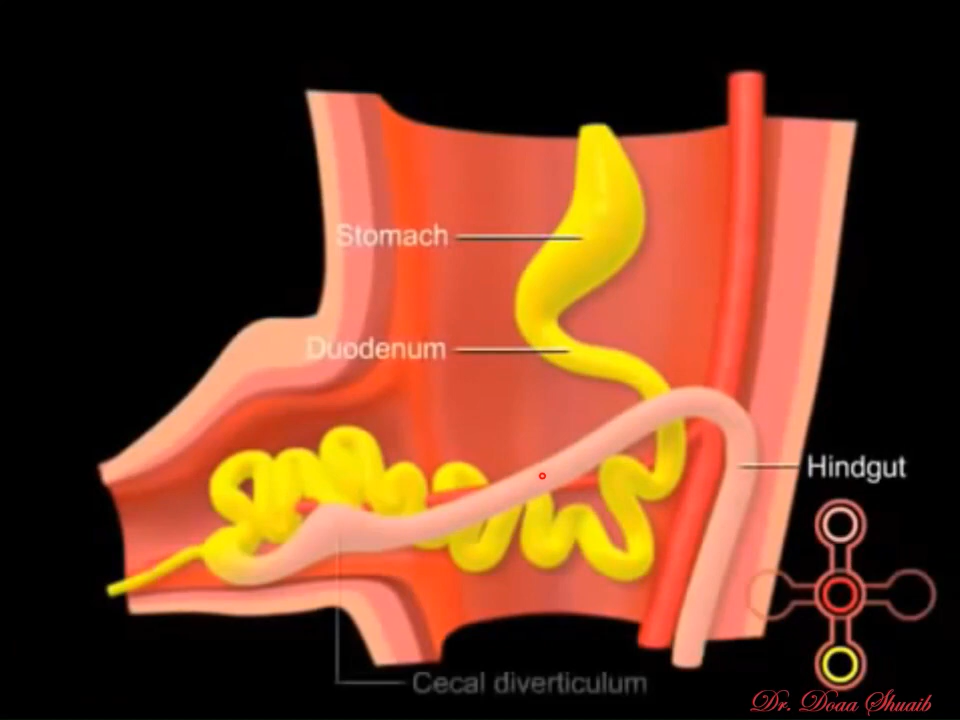 Stomach
Duodenum
Hindgut
Cecal diverticulum
Dr. Doaa Shuaib